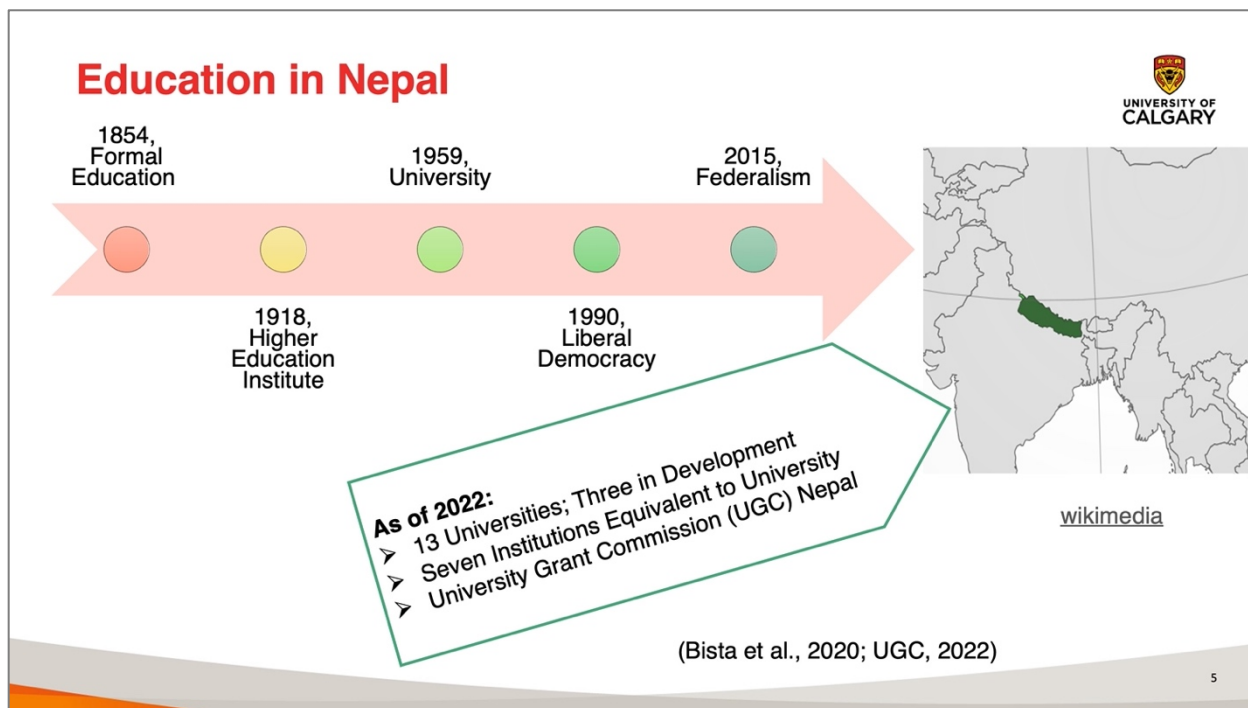 Education in Nepal
UNIVERSITY OF
CALGARY
1854,
Formal
Education
1918,
Higher
Education
Institute
1959,
University
1990,
Liberal
Democracy
2015,
Federalism
As of 2022:
➢ 13 Universities; Three in Development
➢ Seven Institutions Equivalent to University
➢ University Grant Commission (UGC) Nepal
wikimedia
(Bista et al., 2020; UGC, 2022)
5